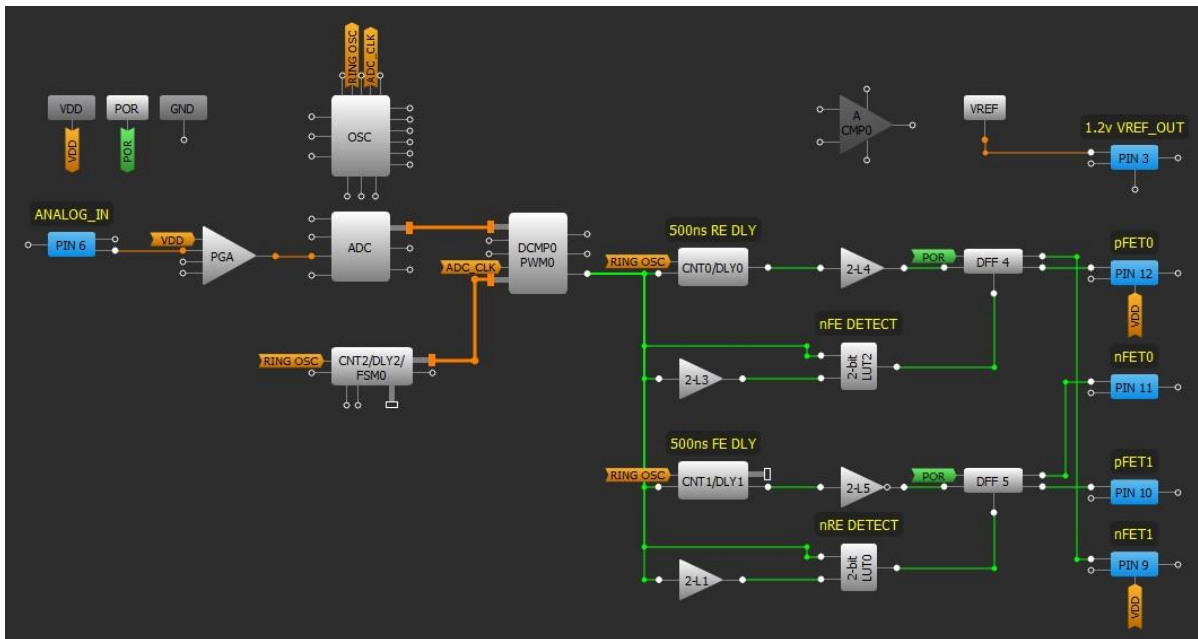 RING OSC
ADC_CLK
VDD
POR
GND
VDD
POR
OSC
A
CMP0
VREF
1.2v VREF_OUT
PIN 3
ANALOG_IN
PIN 6
VDD
PGA
ADC
DCMP0
PWM0
ADC_CLK
RING OSC
CNT2/DLY2/
FSM0
500ns RE DLY
RING OSC
CNT0/DLY0
2-L4
POR
DFF 4
pFET0
PIN 12
VDD
nFE DETECT
2-L3
2-bit
LUT2
nFET0
PIN 11
500ns FE DLY
RING OSC
CNT1/DLY1
2-L5
POR
DFF 5
pFET1
PIN 10
nRE DETECT
2-L1
2-bit
LUT0
nFET1
PIN 9
VDD